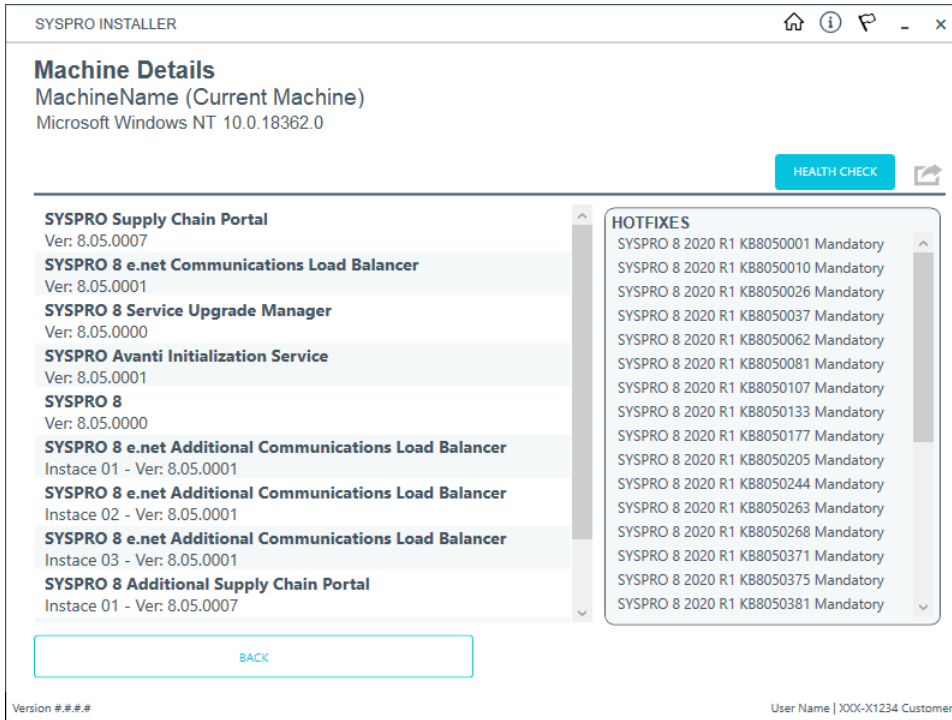 SYSPRO INSTALLER
Machine Details
MachineName (Current Machine)
Microsoft Windows NT 10.0.18362.0
HEALTH CHECK
SYSPRO Supply Chain Portal
Ver: 8.05.0007
SYSPRO 8 e.net Communications Load Balancer
Ver: 8.05.0001
SYSPRO 8 Service Upgrade Manager
Ver: 8.05.0000
SYSPRO Avanti Initialization Service
Ver: 8.05.0001
SYSPRO 8
Ver: 8.05.0000
SYSPRO 8 e.net Additional Communications Load Balancer
Instace 01 - Ver: 8.05.0001
SYSPRO 8 e.net Additional Communications Load Balancer
Instace 02 - Ver: 8.05.0001
SYSPRO 8 e.net Additional Communications Load Balancer
Instace 03 - Ver: 8.05.0001
SYSPRO 8 Additional Supply Chain Portal
Instace 01 - Ver: 8.05.0007
HOTFIXES
SYSPRO 8 2020 R1 KB8050001 Mandatory
SYSPRO 8 2020 R1 KB8050010 Mandatory
SYSPRO 8 2020 R1 KB8050026 Mandatory
SYSPRO 8 2020 R1 KB8050037 Mandatory
SYSPRO 8 2020 R1 KB8050062 Mandatory
SYSPRO 8 2020 R1 KB8050081 Mandatory
SYSPRO 8 2020 R1 KB8050107 Mandatory
SYSPRO 8 2020 R1 KB8050133 Mandatory
SYSPRO 8 2020 R1 KB8050177 Mandatory
SYSPRO 8 2020 R1 KB8050205 Mandatory
SYSPRO 8 2020 R1 KB8050244 Mandatory
SYSPRO 8 2020 R1 KB8050263 Mandatory
SYSPRO 8 2020 R1 KB8050268 Mandatory
SYSPRO 8 2020 R1 KB8050371 Mandatory
SYSPRO 8 2020 R1 KB8050375 Mandatory
SYSPRO 8 2020 R1 KB8050381 Mandatory
BACK
Version #.#.#.#
User Name | XXX-X1234 Customer